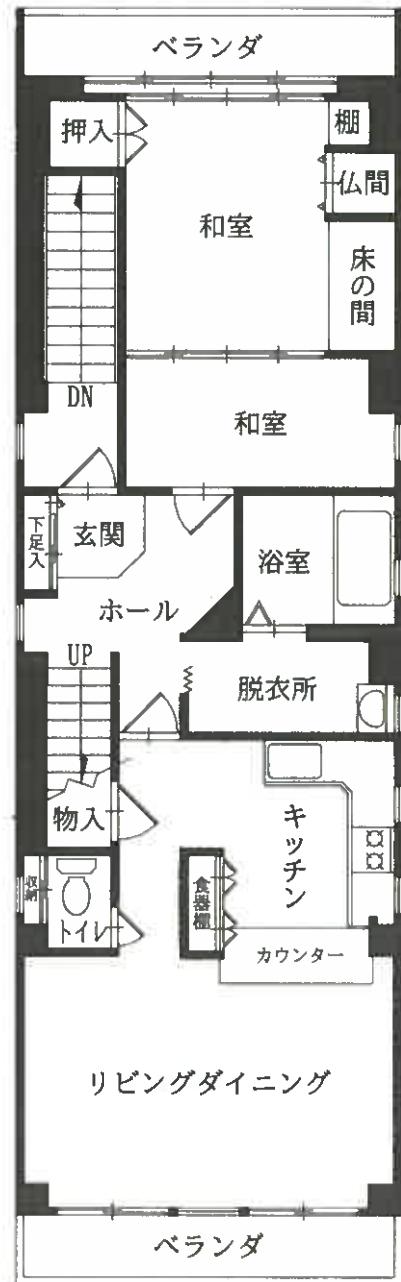 ベランダ
押入
棚
仏間
和室
床の間
DN
和室
下足入
玄関
浴室
ホール
UP
脱衣所
物入
キッチン
収納
トイレ
食器棚
カウンター
リビングダイニング
ベランダ